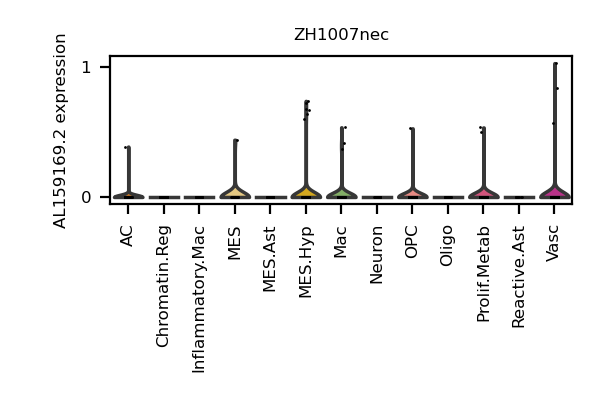 ZH1007nec
AL159169.2 expression
1
0
AC
Chromatin.Reg
Inflammatory.Mac
MES
MES.Ast
MES.Hyp
Mac
Neuron
OPC
Oligo
Prolif.Metab
Reactive.Ast
Vasc